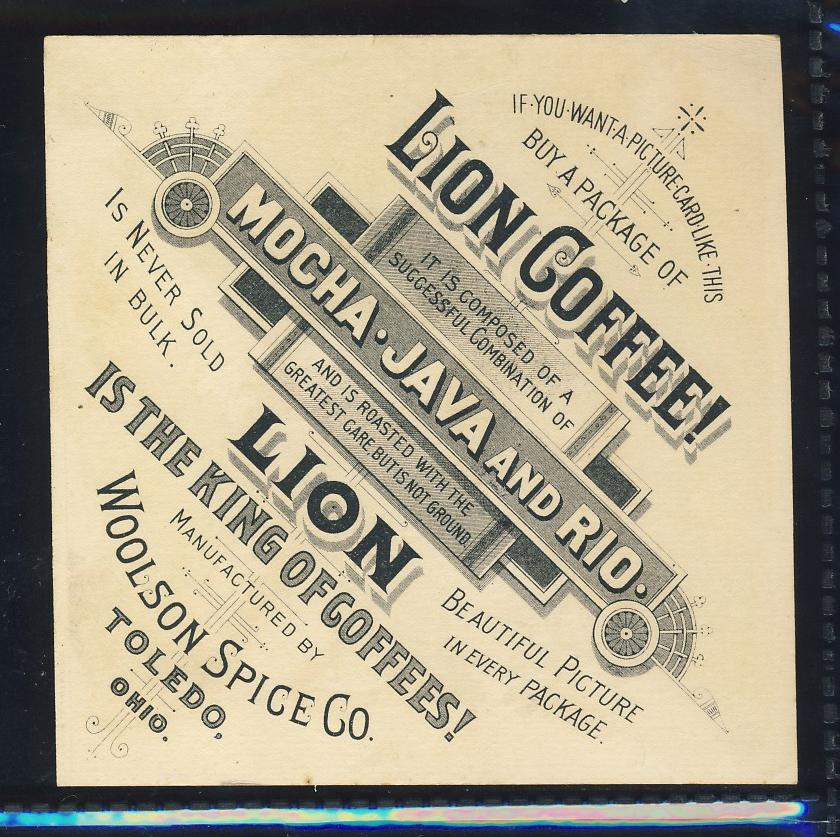 IF·YOU·WANT·A·PICTURE·CARD·LIKE·THIS
BUY A PACKAGE OF
LION COFFEE!
IT IS COMPOSED OF A
SUCCESSFUL COMBINATION OF
MOCHA·JAVA AND RIO.
AND IS ROASTED WITH THE
GREATEST CARE BUT IS NOT GROUND.
IS NEVER SOLD
IN BULK.
LION
IS THE KING OF COFFEES!
BEAUTIFUL PICTURE
IN EVERY PACKAGE.
MANUFACTURED BY
WOOLSON SPICE CO.
TOLEDO,
OHIO.